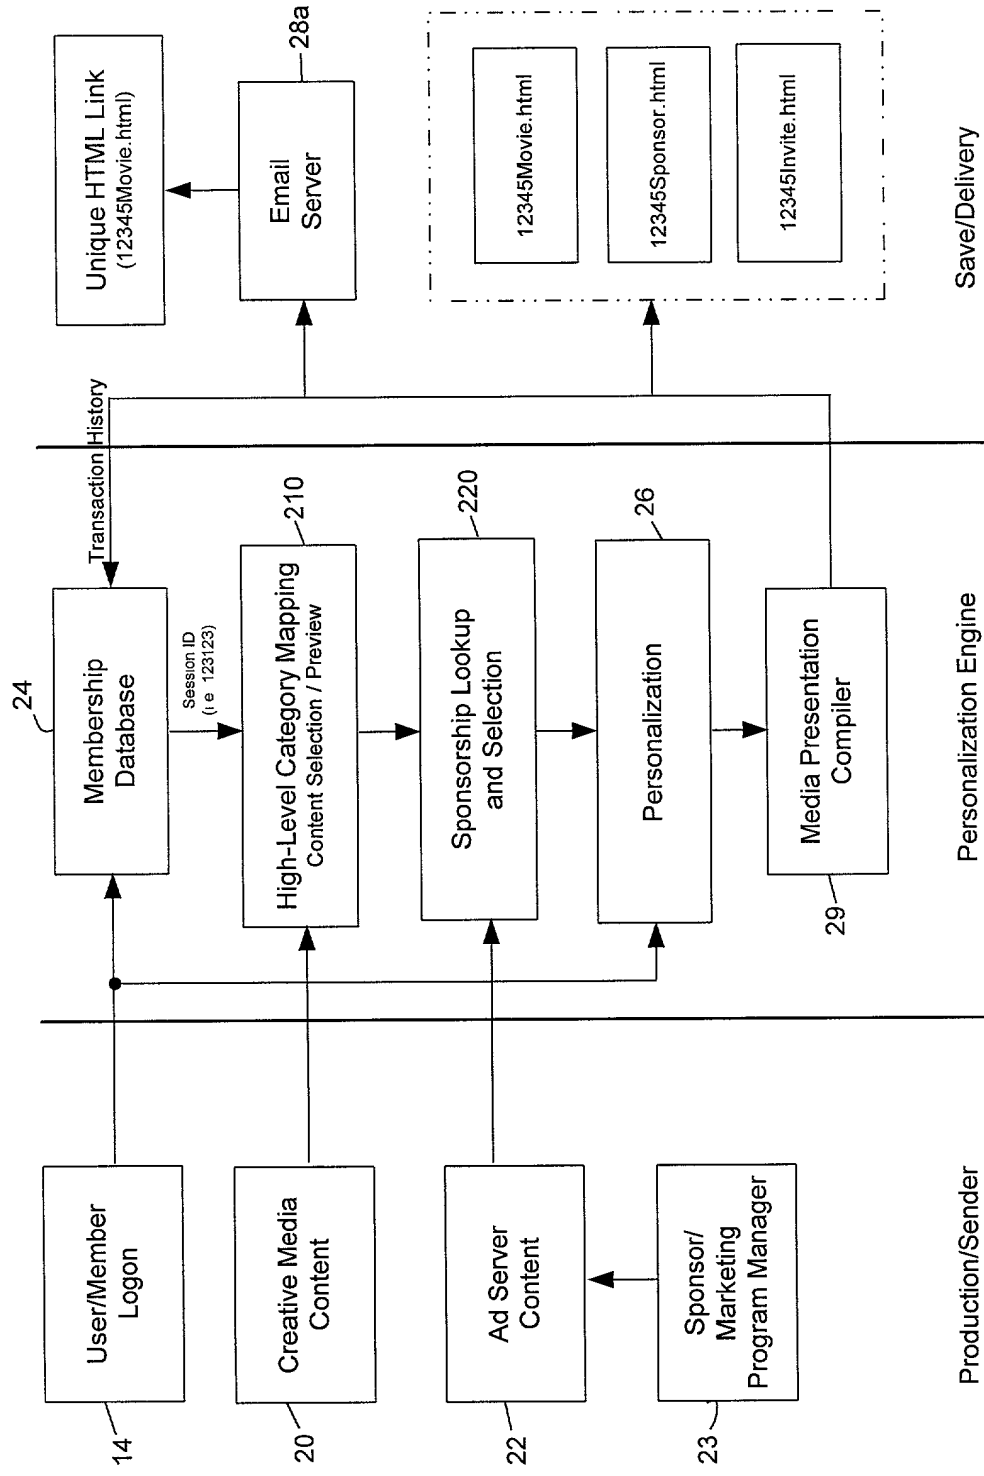 User/Member
Logon
14
Creative Media
Content
20
Ad Server
Content
22
Sponsor/
Marketing
Program Manager
23
Production/Sender
24
Membership
Database
Transaction History
Session ID
(i e 123123)
High-Level Category Mapping
Content Selection / Preview
210
Sponsorship Lookup
and Selection
220
Personalization
26
Media Presentation
Compiler
29
Personalization Engine
Unique HTML Link
(12345Movie.html)
Email
Server
28a
12345Movie.html
12345Sponsor.html
12345Invite.html
Save/Delivery